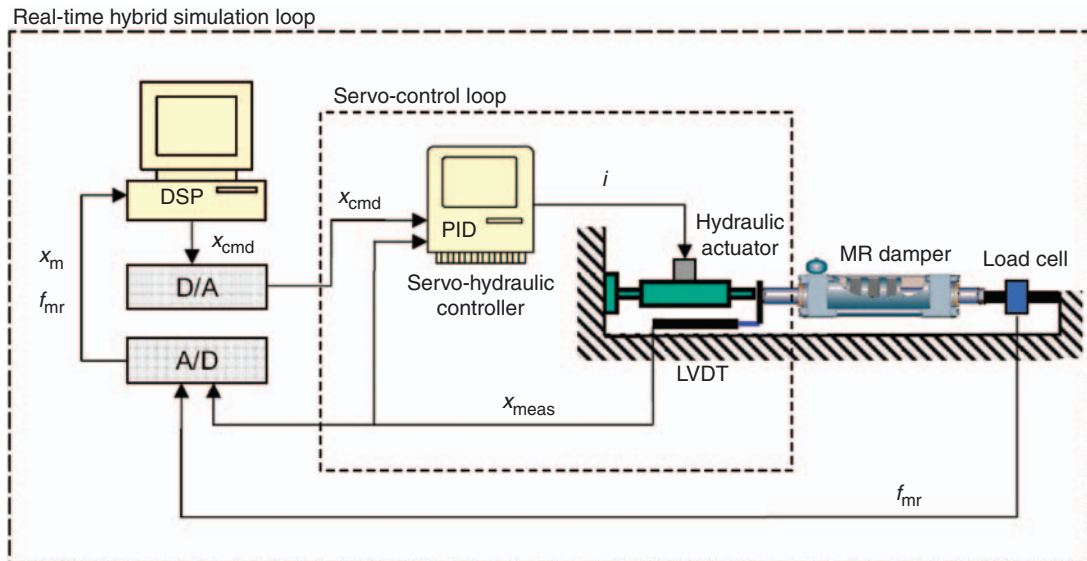 Real-time hybrid simulation loop
Servo-control loop
DSP
x_cmd
D/A
x_m
f_mr
A/D
x_cmd
PID
Servo-hydraulic
controller
i
Hydraulic
actuator
MR damper
Load cell
LVDT
x_meas
f_mr